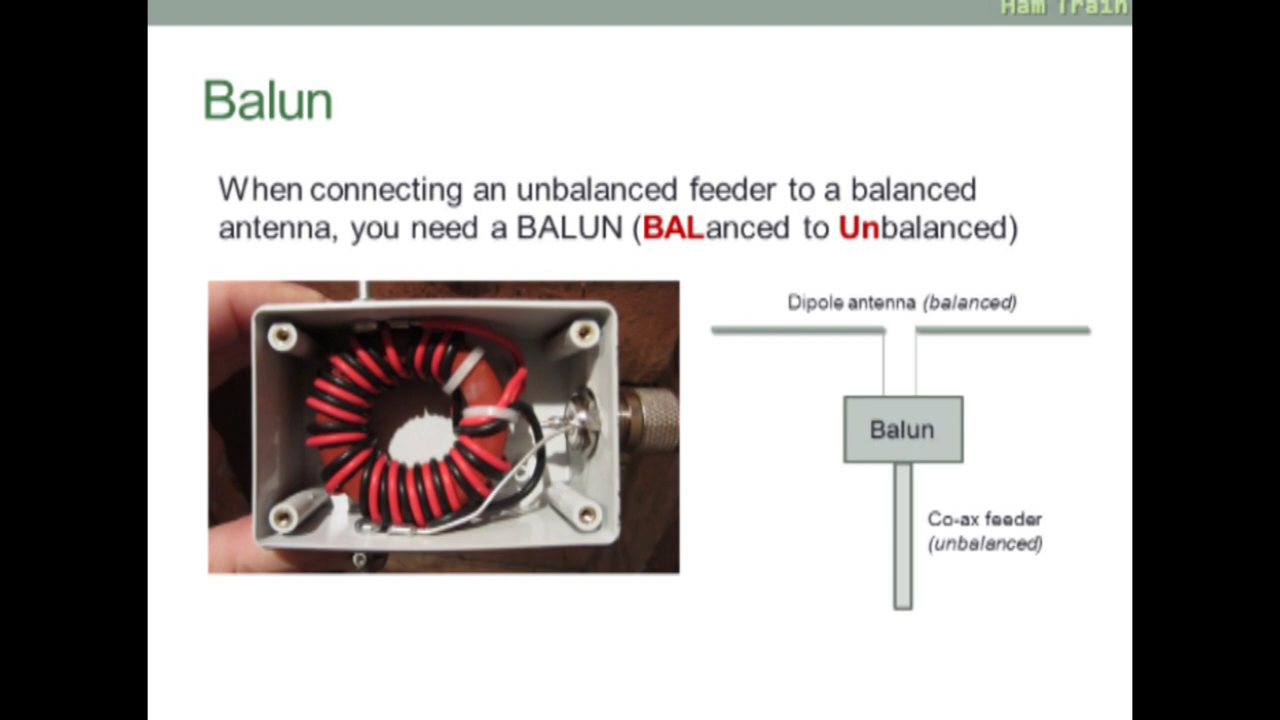 Ham Train
Balun
When connecting an unbalanced feeder to a balanced
antenna, you need a BALUN (BALanced to Unbalanced)
Dipole antenna (balanced)
Balun
Co-ax feeder
(unbalanced)